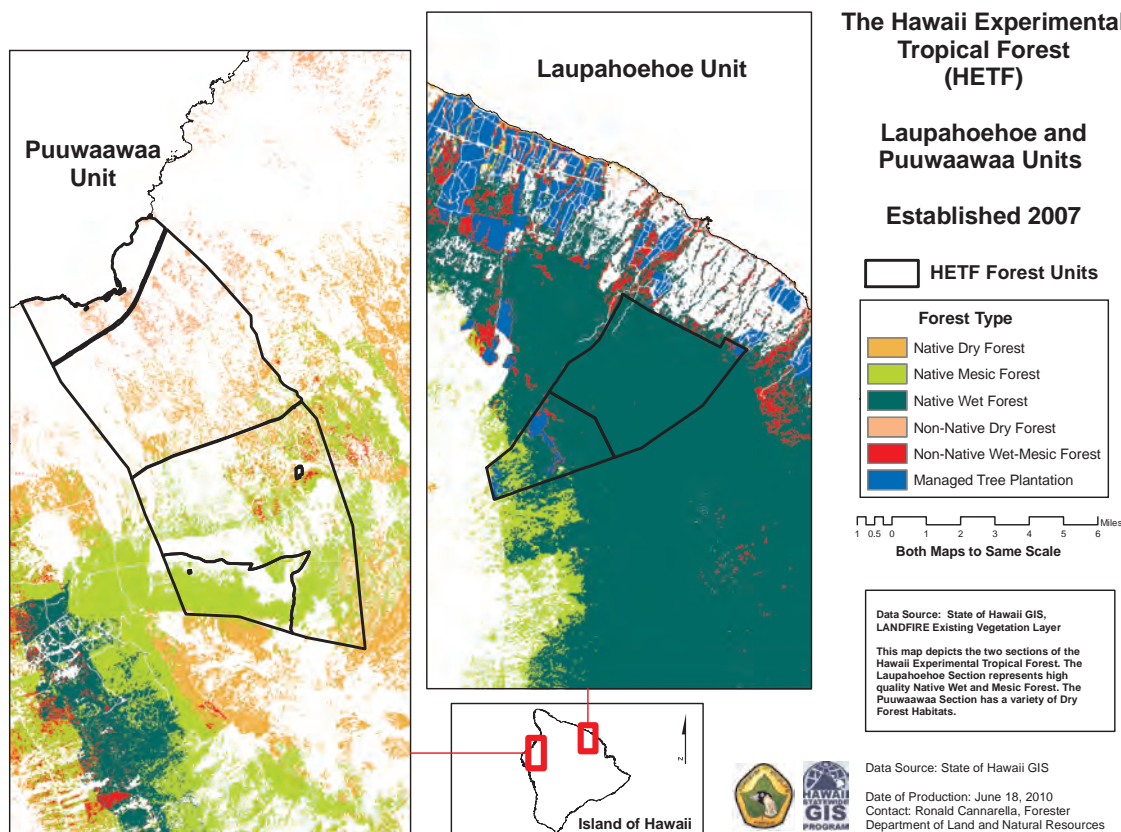 The Hawaii Experimental
Tropical Forest
(HETF)
Laupahoehoe and
Puuwaawaa Units
Established 2007
Puuwaawaa
Unit
Laupahoehoe Unit
HETF Forest Units
Forest Type
Native Dry Forest
Native Mesic Forest
Native Wet Forest
Non-Native Dry Forest
Non-Native Wet-Mesic Forest
Managed Tree Plantation
1 0.5 0 1 2 3 4 5 6 Miles
Both Maps to Same Scale
Data Source: State of Hawaii GIS,
LANDFIRE Existing Vegetation Layer
This map depicts the two sections of the
Hawaii Experimental Tropical Forest. The
Laupahoehoe Section represents high
quality Native Wet and Mesic Forest. The
Puuwaawaa Section has a variety of Dry
Forest Habitats.
N
Island of Hawaii
HAWAII
STATEWIDE
GIS
PROGRAM
Data Source: State of Hawaii GIS
Date of Production: June 18, 2010
Contact: Ronald Cannarella, Forester
Department of Land and Natural Resources